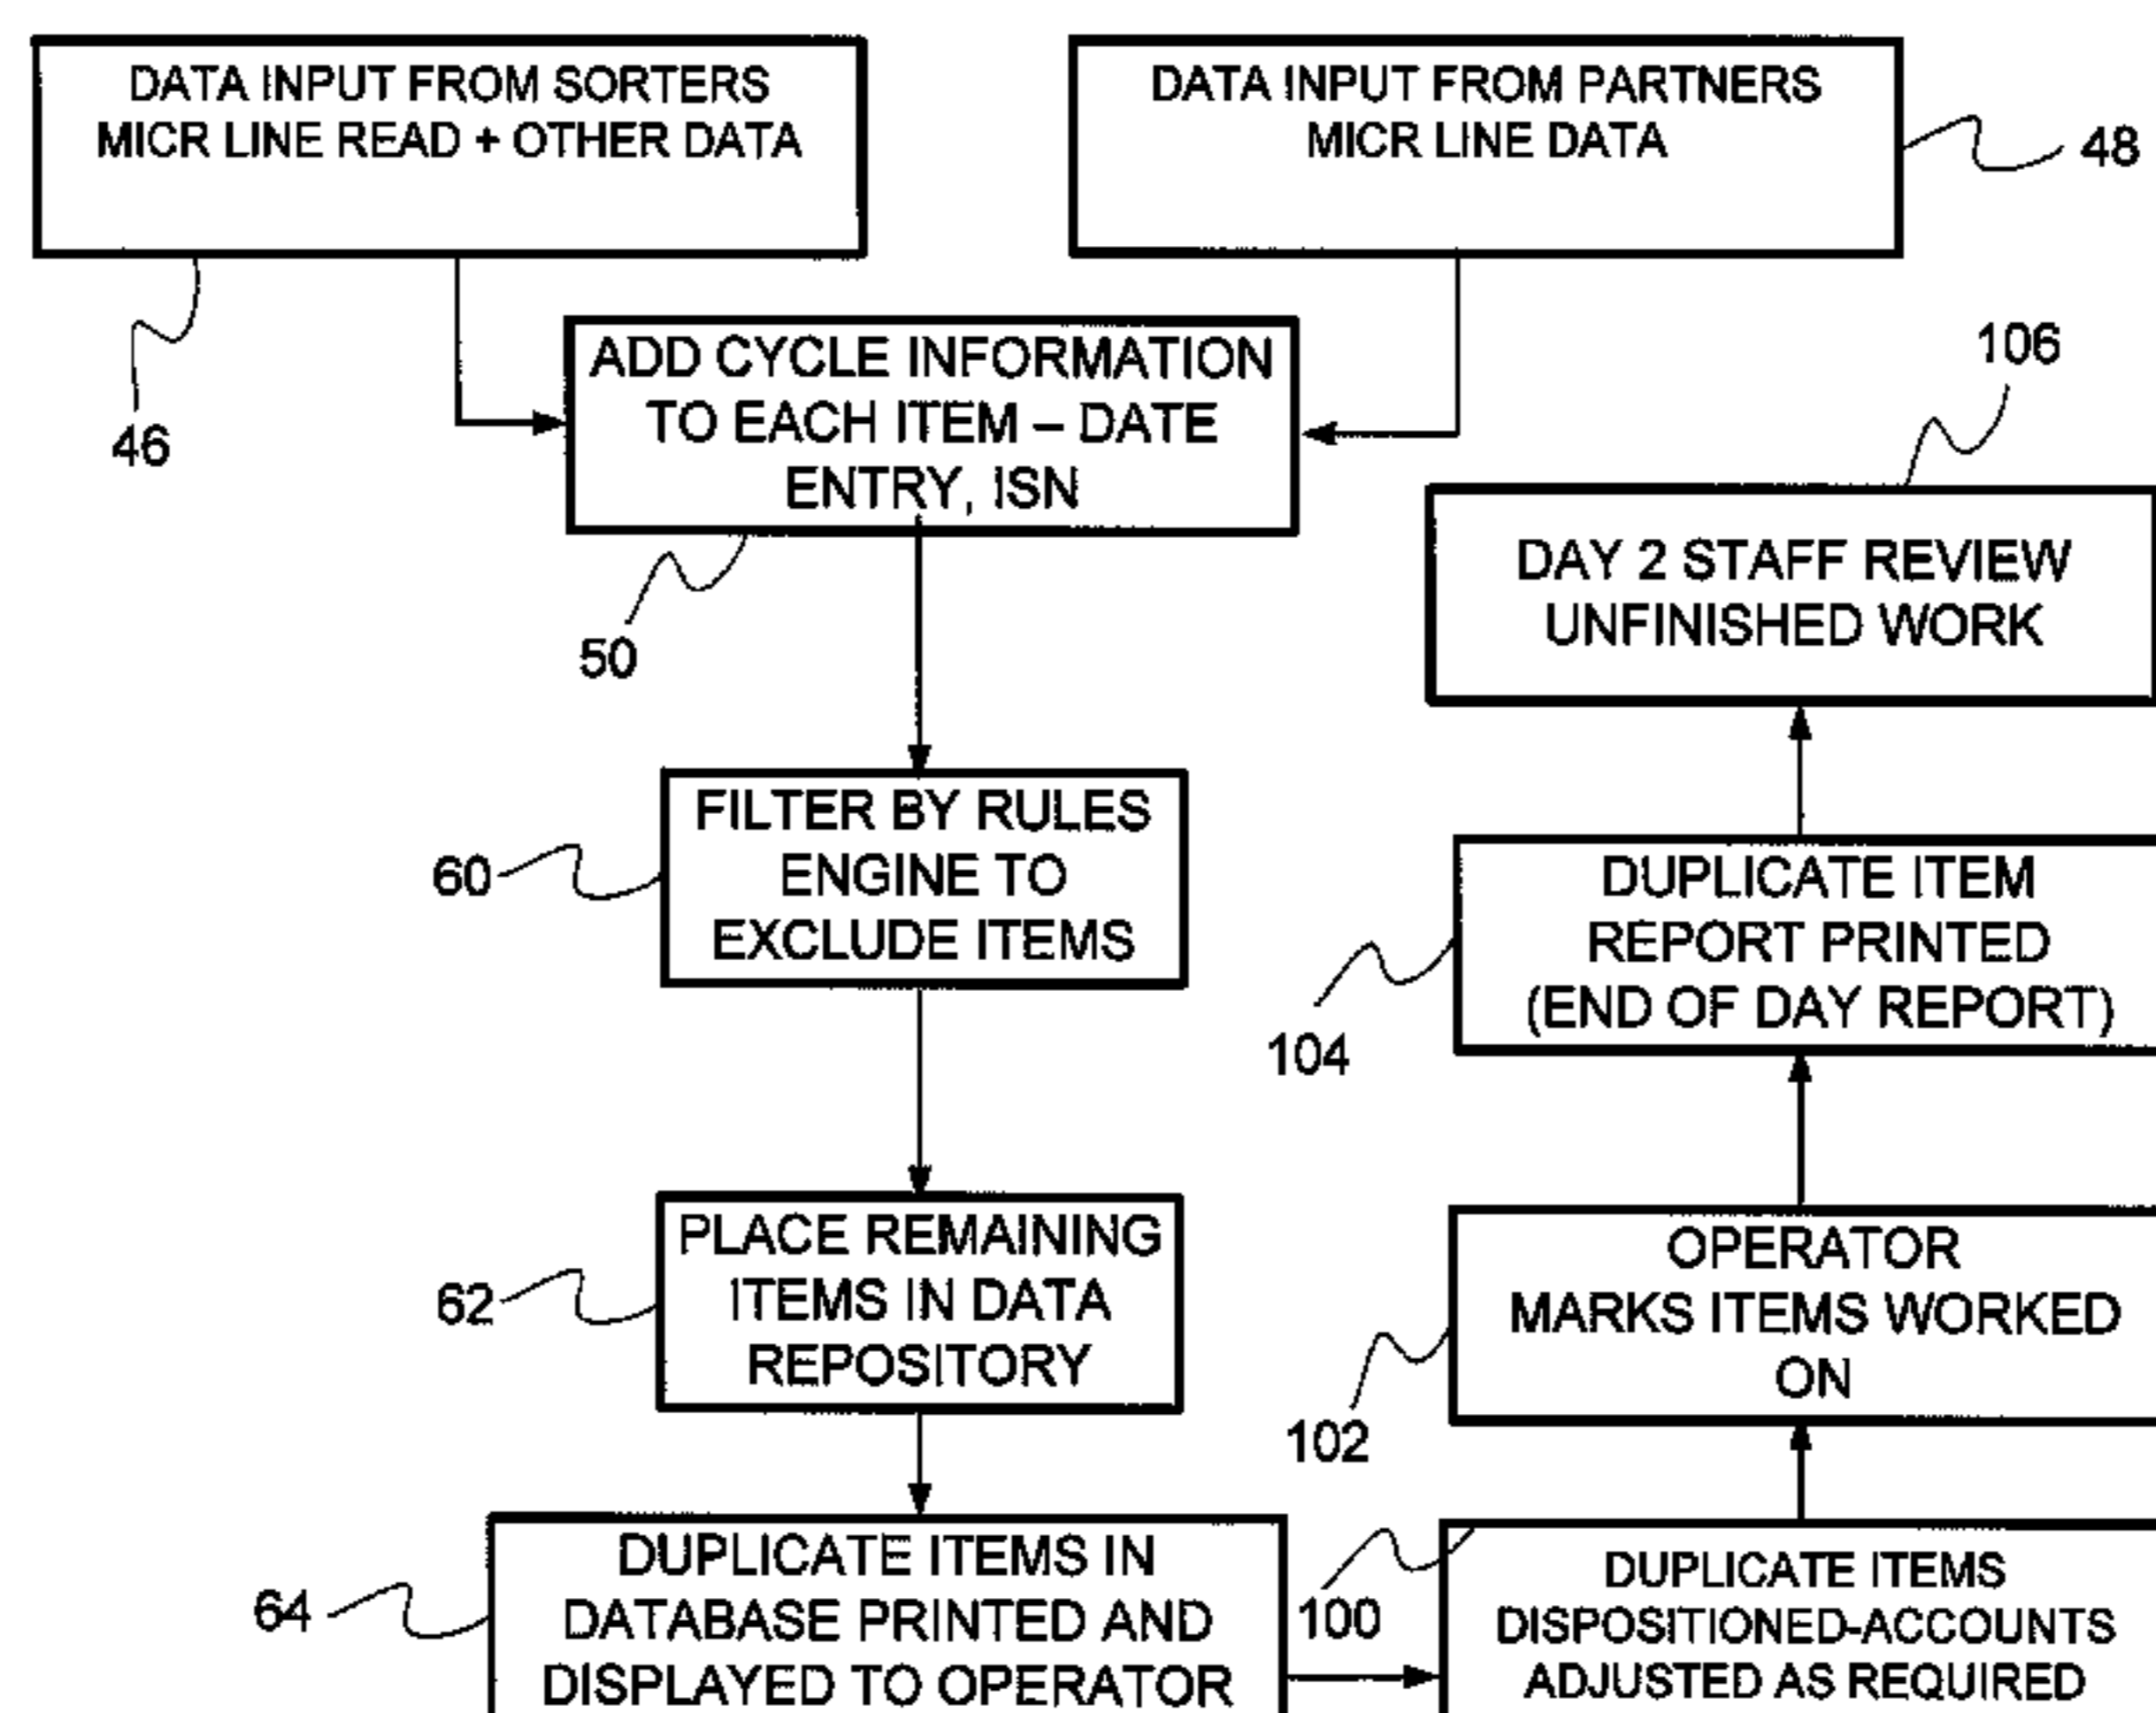 DATA INPUT FROM SORTERS
MICR LINE READ + OTHER DATA
46
DATA INPUT FROM PARTNERS
MICR LINE DATA
48
ADD CYCLE INFORMATION
TO EACH ITEM – DATE
ENTRY, ISN
50
FILTER BY RULES
ENGINE TO
EXCLUDE ITEMS
60
PLACE REMAINING
ITEMS IN DATA
REPOSITORY
62
DUPLICATE ITEMS IN
DATABASE PRINTED AND
DISPLAYED TO OPERATOR
64
DUPLICATE ITEMS
DISPOSITIONED-ACCOUNTS
ADJUSTED AS REQUIRED
100
OPERATOR
MARKS ITEMS WORKED
ON
102
DUPLICATE ITEM
REPORT PRINTED
(END OF DAY REPORT)
104
DAY 2 STAFF REVIEW
UNFINISHED WORK
106